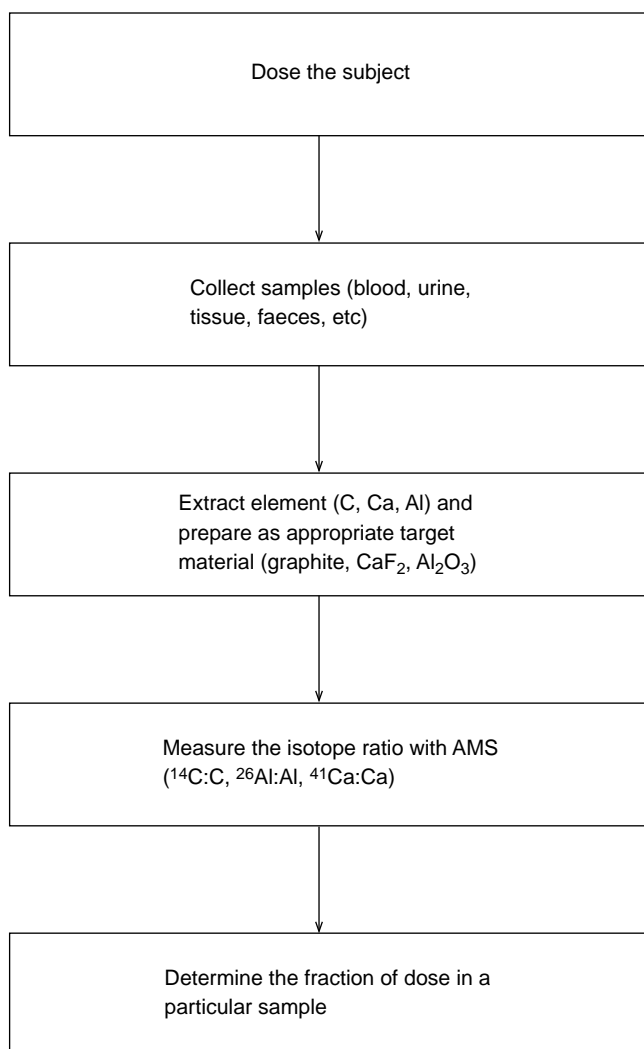 Dose the subject
Collect samples (blood, urine,
tissue, faeces, etc)
Extract element (C, Ca, Al) and
prepare as appropriate target
material (graphite, CaF₂, Al₂O₃)
Measure the isotope ratio with AMS
(¹⁴C:C, ²⁶Al:Al, ⁴¹Ca:Ca)
Determine the fraction of dose in a
particular sample